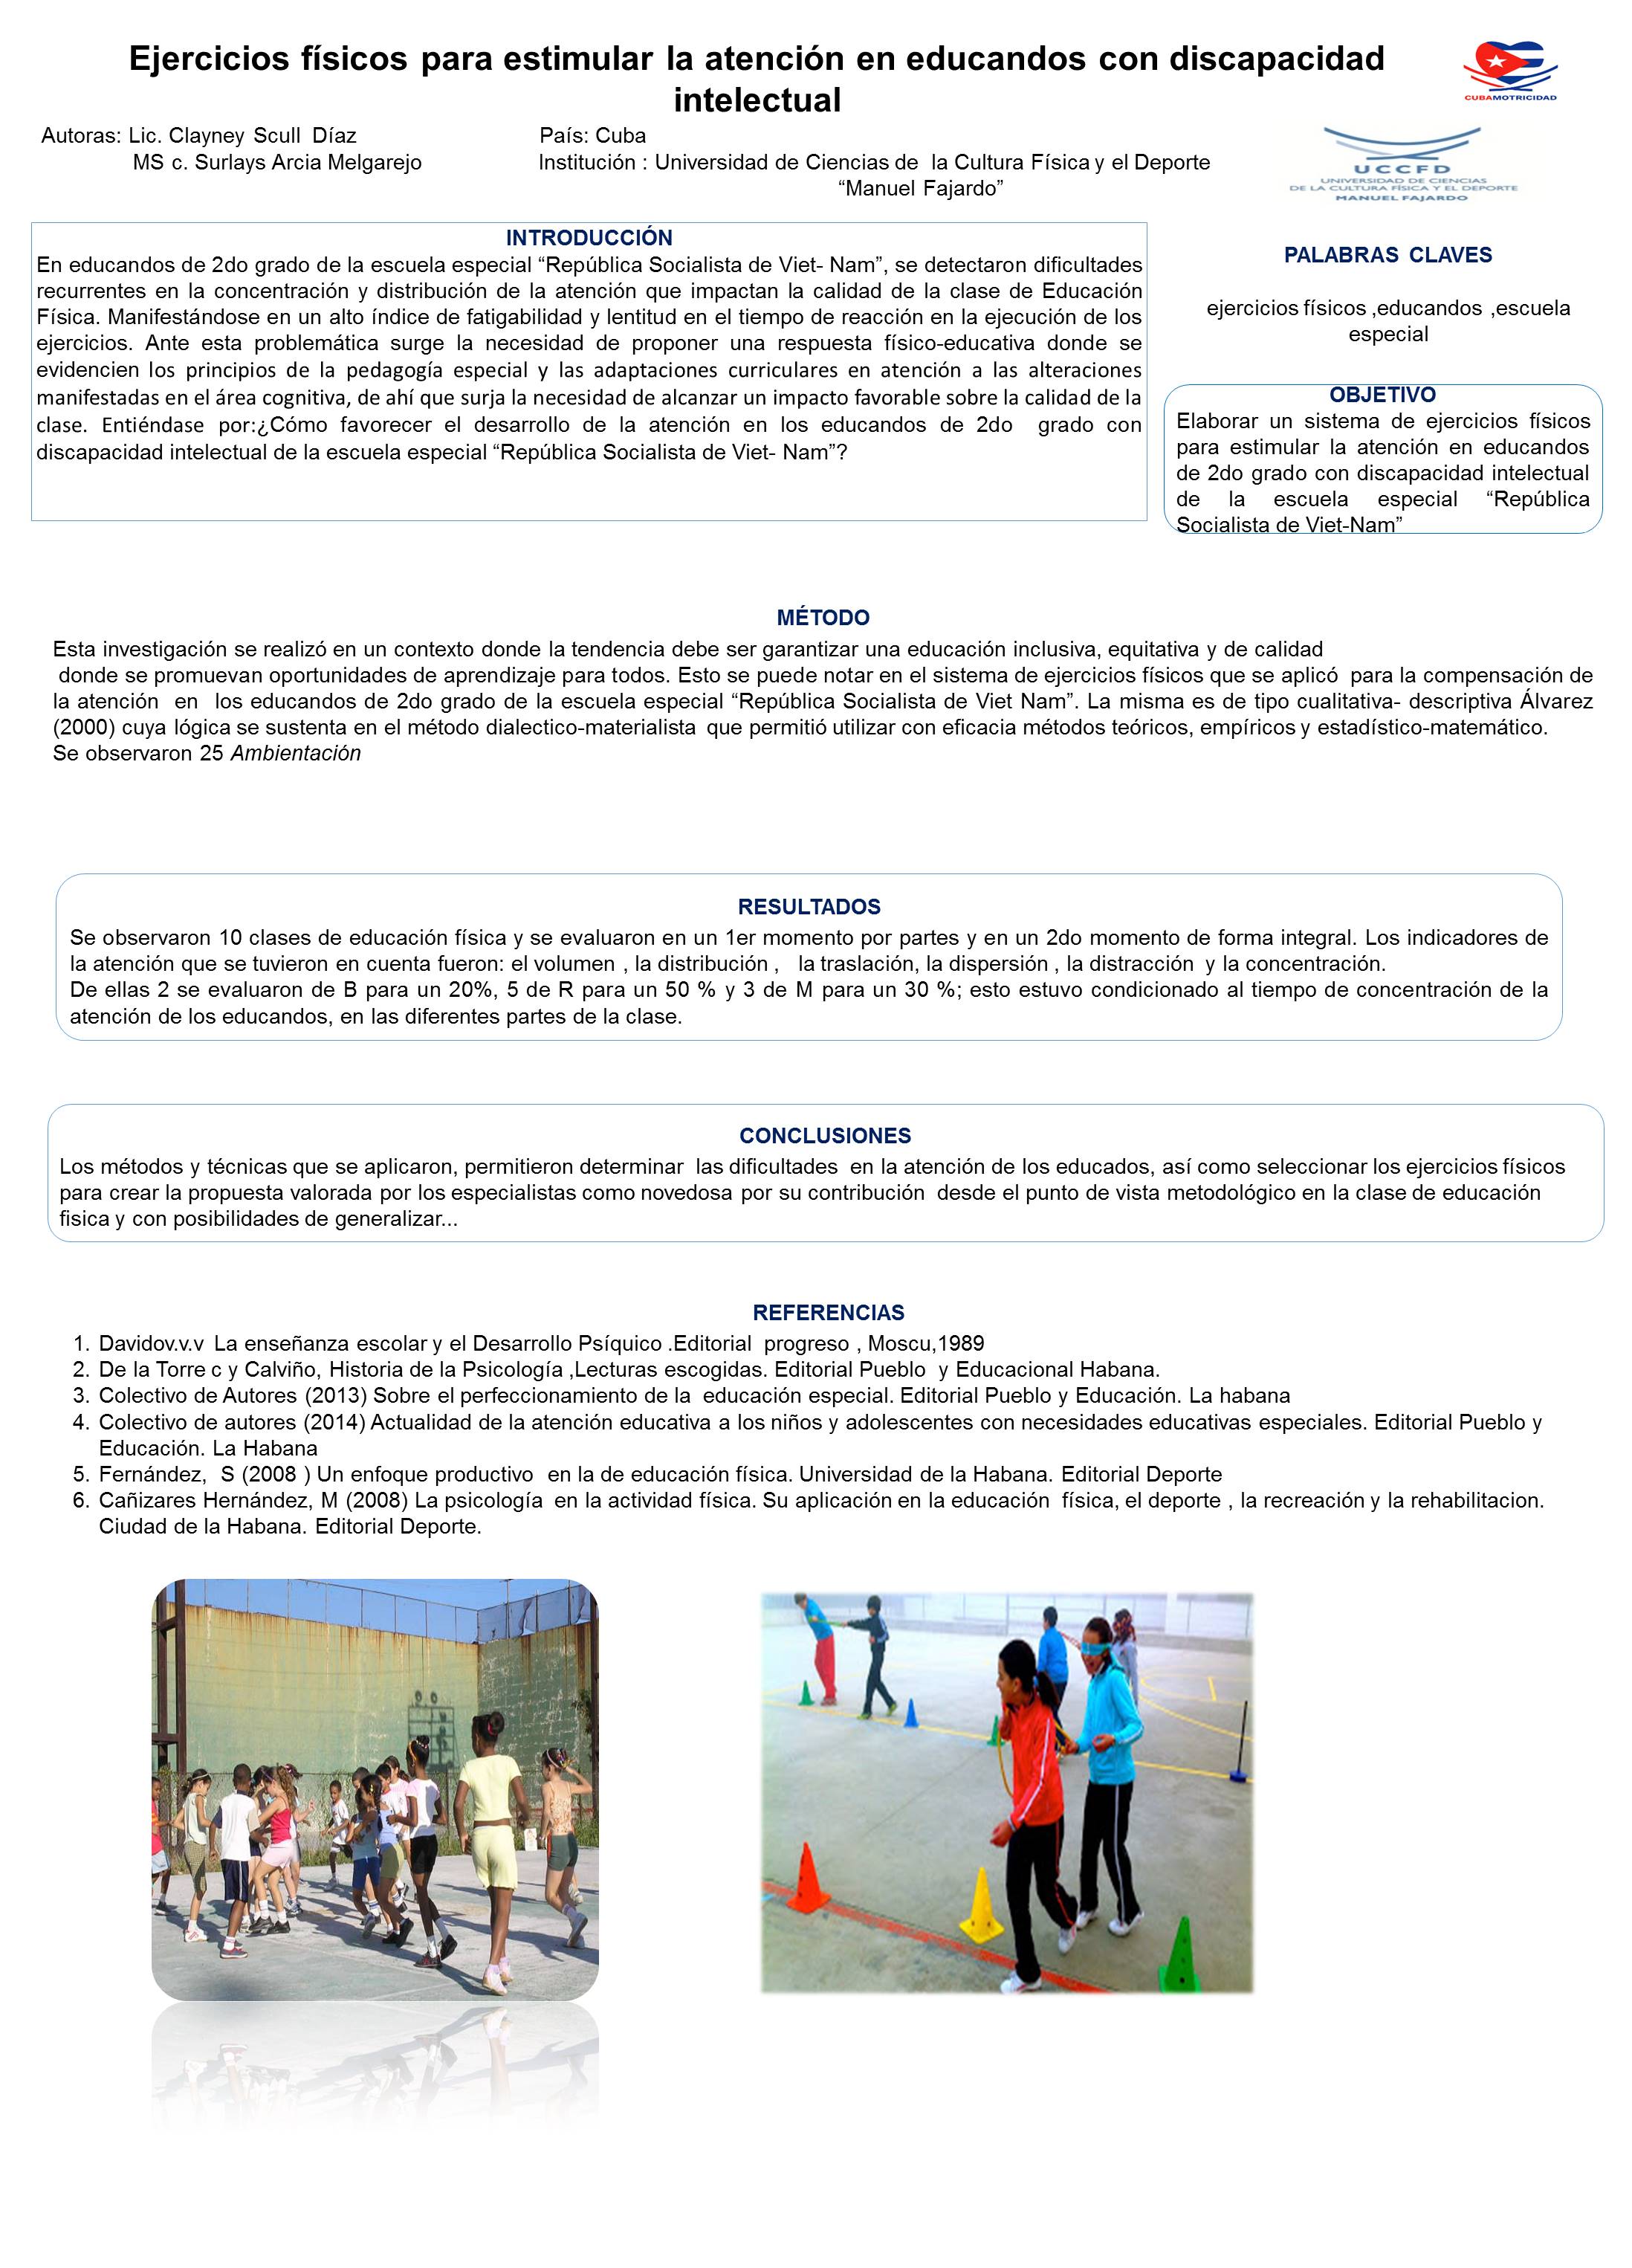 Ejercicios físicos para estimular la atención en educandos con discapacidad
intelectual
CUBAMOTRICIDAD
Autoras: Lic. Clayney Scull Díaz
MS c. Surlays Arcia Melgarejo
País: Cuba
Institución : Universidad de Ciencias de la Cultura Física y el Deporte
“Manuel Fajardo”
UCCFD
UNIVERSIDAD DE CIENCIAS
DE LA CULTURA FÍSICA Y EL DEPORTE
MANUEL FAJARDO
INTRODUCCIÓN
En educandos de 2do grado de la escuela especial “República Socialista de Viet- Nam”, se detectaron dificultades
recurrentes en la concentración y distribución de la atención que impactan la calidad de la clase de Educación
Física. Manifestándose en un alto índice de fatigabilidad y lentitud en el tiempo de reacción en la ejecución de los
ejercicios. Ante esta problemática surge la necesidad de proponer una respuesta físico-educativa donde se
evidencien los principios de la pedagogía especial y las adaptaciones curriculares en atención a las alteraciones
manifestadas en el área cognitiva, de ahí que surja la necesidad de alcanzar un impacto favorable sobre la calidad de la
clase. Entiéndase por:¿Cómo favorecer el desarrollo de la atención en los educandos de 2do grado con
discapacidad intelectual de la escuela especial “República Socialista de Viet- Nam”?
PALABRAS CLAVES
ejercicios físicos ,educandos ,escuela
especial
OBJETIVO
Elaborar un sistema de ejercicios físicos
para estimular la atención en educandos
de 2do grado con discapacidad intelectual
de la escuela especial “República
Socialista de Viet-Nam”
MÉTODO
Esta investigación se realizó en un contexto donde la tendencia debe ser garantizar una educación inclusiva, equitativa y de calidad
donde se promuevan oportunidades de aprendizaje para todos. Esto se puede notar en el sistema de ejercicios físicos que se aplicó para la compensación de
la atención en los educandos de 2do grado de la escuela especial “República Socialista de Viet Nam”. La misma es de tipo cualitativa- descriptiva Álvarez
(2000) cuya lógica se sustenta en el método dialectico-materialista que permitió utilizar con eficacia métodos teóricos, empíricos y estadístico-matemático.
Se observaron 25 Ambientación
RESULTADOS
Se observaron 10 clases de educación física y se evaluaron en un 1er momento por partes y en un 2do momento de forma integral. Los indicadores de
la atención que se tuvieron en cuenta fueron: el volumen , la distribución , la traslación, la dispersión , la distracción y la concentración.
De ellas 2 se evaluaron de B para un 20%, 5 de R para un 50 % y 3 de M para un 30 %; esto estuvo condicionado al tiempo de concentración de la
atención de los educandos, en las diferentes partes de la clase.
CONCLUSIONES
Los métodos y técnicas que se aplicaron, permitieron determinar las dificultades en la atención de los educados, así como seleccionar los ejercicios físicos
para crear la propuesta valorada por los especialistas como novedosa por su contribución desde el punto de vista metodológico en la clase de educación
fisica y con posibilidades de generalizar...
REFERENCIAS
1. Davidov.v.v La enseñanza escolar y el Desarrollo Psíquico .Editorial progreso , Moscu,1989
2. De la Torre c y Calviño, Historia de la Psicología ,Lecturas escogidas. Editorial Pueblo y Educacional Habana.
3. Colectivo de Autores (2013) Sobre el perfeccionamiento de la educación especial. Editorial Pueblo y Educación. La habana
4. Colectivo de autores (2014) Actualidad de la atención educativa a los niños y adolescentes con necesidades educativas especiales. Editorial Pueblo y
Educación. La Habana
5. Fernández, S (2008 ) Un enfoque productivo en la de educación física. Universidad de la Habana. Editorial Deporte
6. Cañizares Hernández, M (2008) La psicología en la actividad física. Su aplicación en la educación física, el deporte , la recreación y la rehabilitacion.
Ciudad de la Habana. Editorial Deporte.